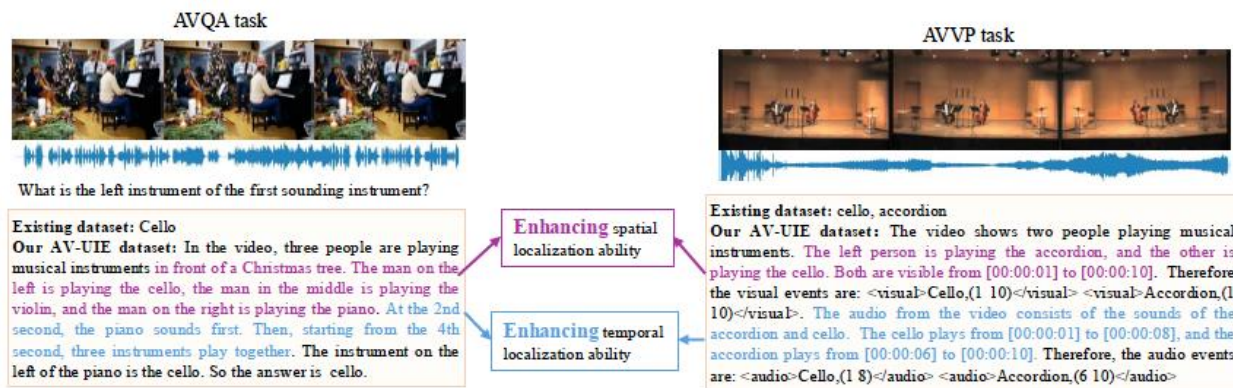 AVQA task
What is the left instrument of the first sounding instrument?
Existing dataset: Cello
Our AV-UIE dataset: In the video, three people are playing
musical instruments in front of a Christmas tree. The man on the
left is playing the cello, the man in the middle is playing the
violin, and the man on the right is playing the piano. At the 2nd
second, the piano sounds first. Then, starting from the 4th
second, three instruments play together. The instrument on the
left of the piano is the cello. So the answer is cello.
Enhancing spatial
localization ability
Enhancing temporal
localization ability
AVVP task
Existing dataset: cello, accordion
Our AV-UIE dataset: The video shows two people playing musical
instruments. The left person is playing the accordion, and the other is
playing the cello. Both are visible from [00:00:01] to [00:00:10]. Therefore
the visual events are: <visual>Cello,(1 10)</visual> <visual>Accordion,(1
10)</visual>. The audio from the video consists of the sounds of the
accordion and cello. The cello plays from [00:00:01] to [00:00:08], and the
accordion plays from [00:00:06] to [00:00:10]. Therefore, the audio events
are: <audio>Cello,(1 8)</audio> <audio>Accordion,(6 10)</audio>